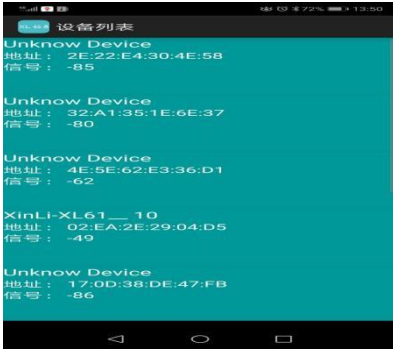 72% 13:50
设备列表
Unknow Device
地址： 2E:22:E4:30:4E:58
信号： -85
Unknow Device
地址： 32:A1:35:1E:6E:37
信号： -80
Unknow Device
地址： 4E:5E:62:E3:36:D1
信号： -62
XinLi-XL61__ 10
地址： 02:EA:2E:29:04:D5
信号： -49
Unknow Device
地址： 17:0D:38:DE:47:FB
信号： -86